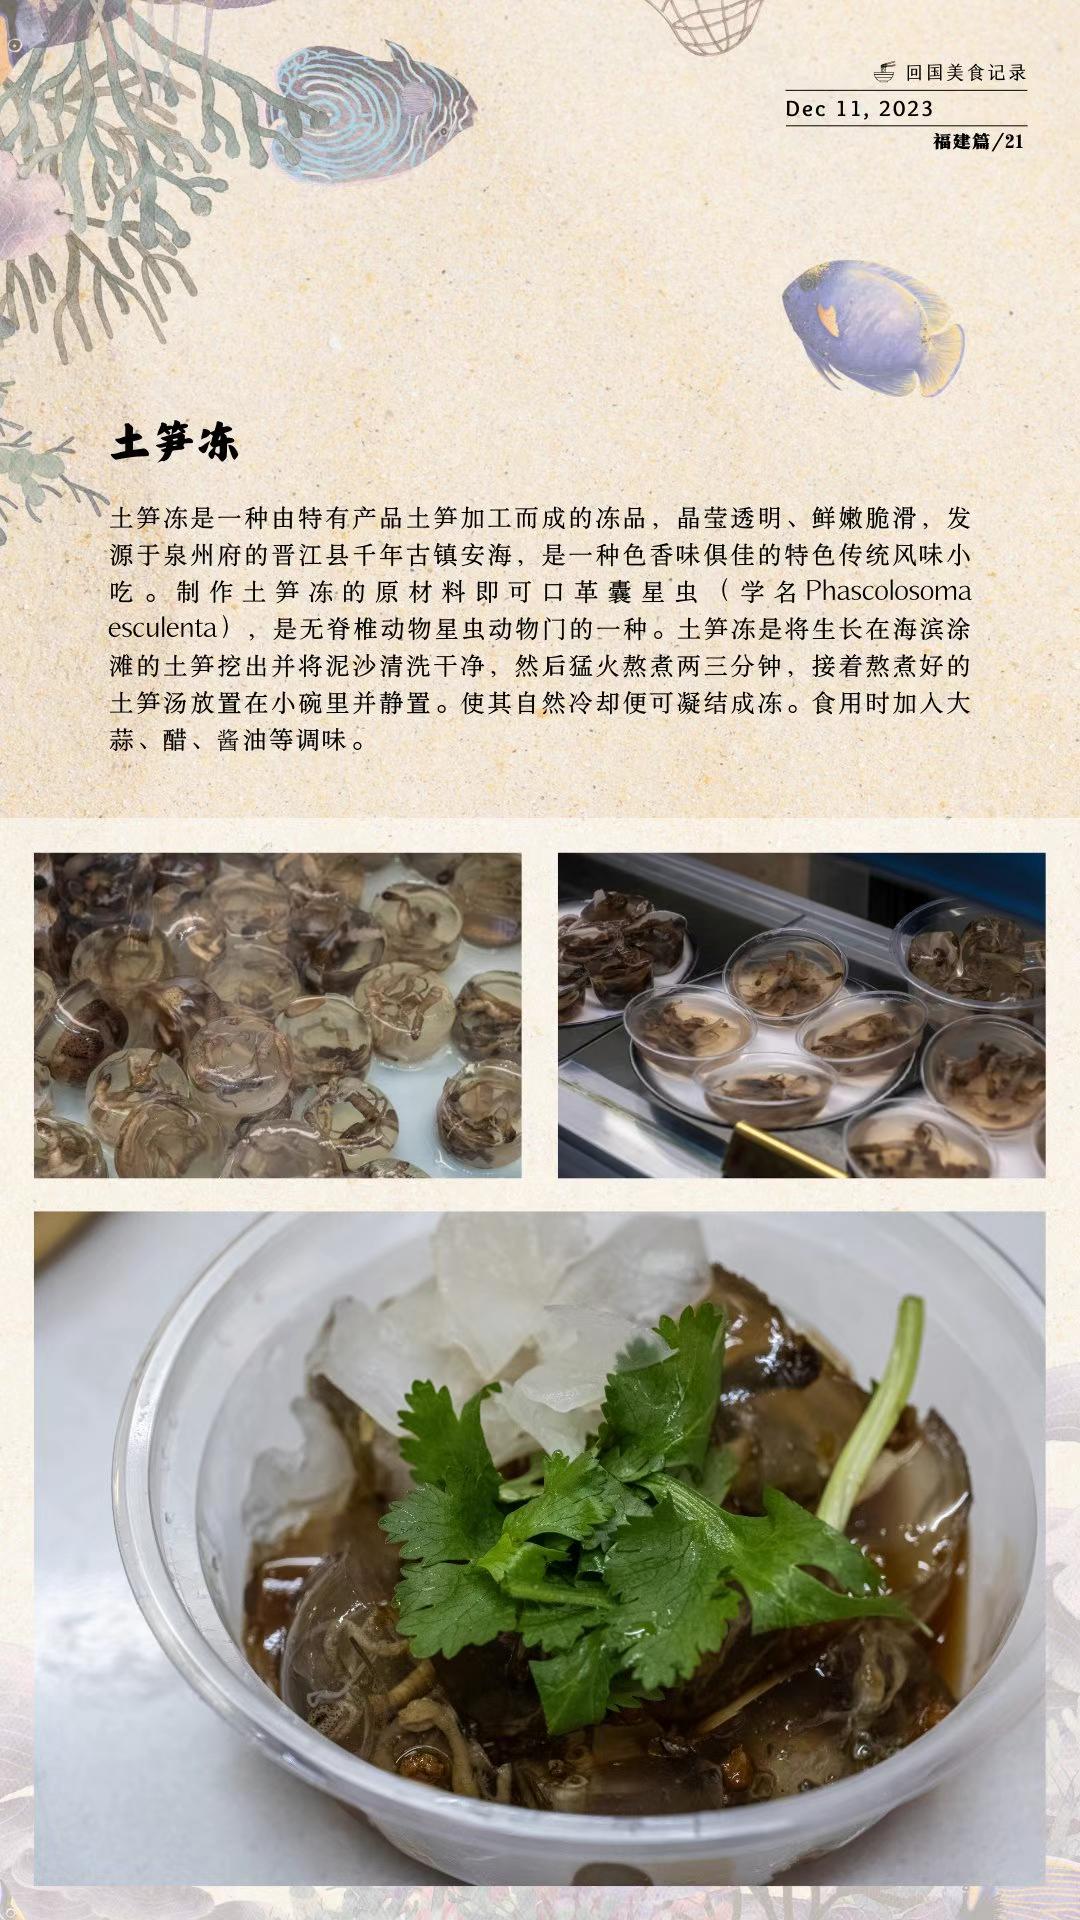 回国美食记录
Dec 11, 2023
福建篇/21
土笋冻
土笋冻是一种由特有产品土笋加工而成的冻品，晶莹透明、鲜嫩脆滑，发
源于泉州府的晋江县千年古镇安海，是一种色香味俱佳的特色传统风味小
吃。制作土笋冻的原材料即可口革囊星虫（学名Phascolosoma
esculenta），是无脊椎动物星虫动物门的一种。土笋冻是将生长在海滨涂
滩的土笋挖出并将泥沙清洗干净，然后猛火熬煮两三分钟，接着熬煮好的
土笋汤放置在小碗里并静置。使其自然冷却便可凝结成冻。食用时加入大
蒜、醋、酱油等调味。